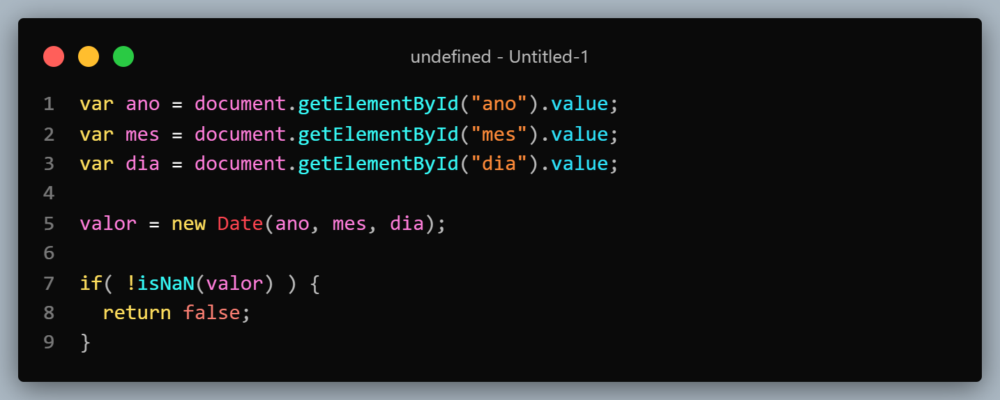 undefined - Untitled-1
1 var ano = document.getElementById("ano").value;
2 var mes = document.getElementById("mes").value;
3 var dia = document.getElementById("dia").value;
4
5 valor = new Date(ano, mes, dia);
6
7 if( !isNaN(valor) ) {
8   return false;
9 }